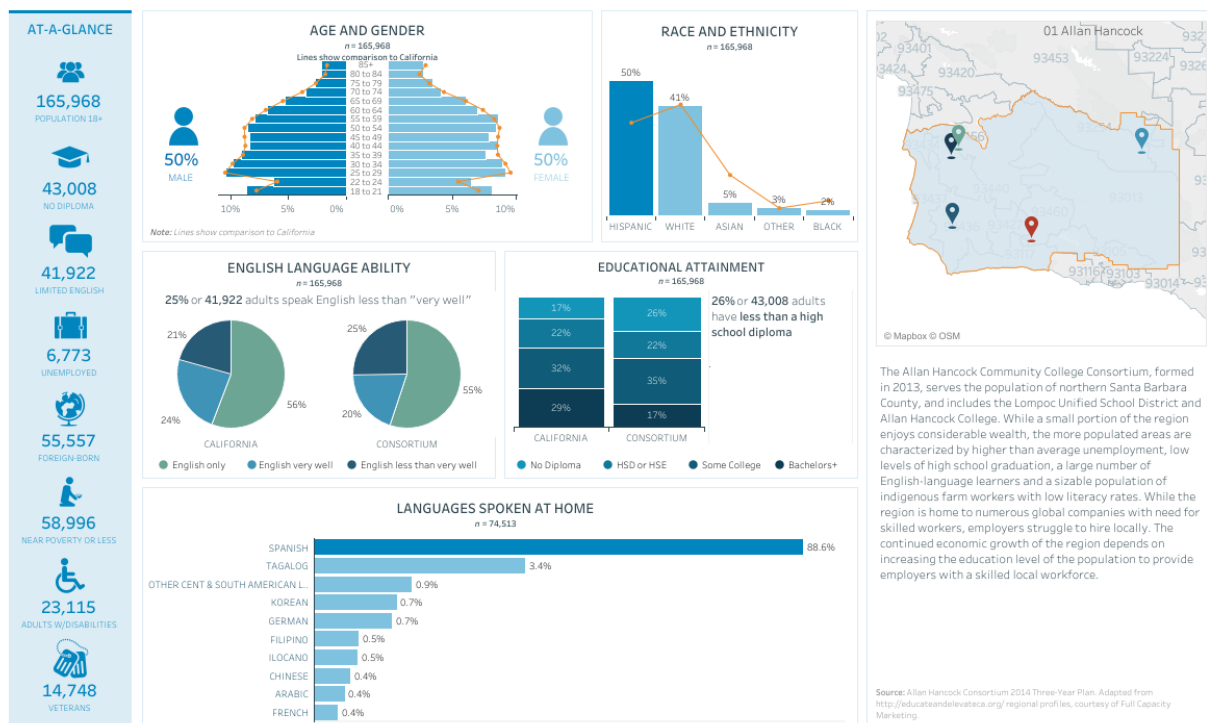 AT-A-GLANCE
165,968
POPULATION 18+
43,008
NO DIPLOMA
41,922
LIMITED ENGLISH
6,773
UNEMPLOYED
55,557
FOREIGN-BORN
58,996
NEAR POVERTY OR LESS
23,115
ADULTS W/DISABILITIES
14,748
VETERANS
AGE AND GENDER
n = 165,968
Lines show comparison to California
85+
80 to 84
75 to 79
70 to 74
65 to 69
60 to 64
55 to 59
50 to 54
45 to 49
40 to 44
35 to 39
30 to 34
25 to 29
22 to 24
18 to 21
50%
MALE
50%
FEMALE
10% 5% 0% 0% 5% 10%
Note: Lines show comparison to California
RACE AND ETHNICITY
n = 165,968
50%
41%
5%
3%
2%
HISPANIC WHITE ASIAN OTHER BLACK
ENGLISH LANGUAGE ABILITY
n = 165,968
25% or 41,922 adults speak English less than "very well"
21%
24%
56%
CALIFORNIA
25%
20%
55%
CONSORTIUM
English only English very well English less than very well
EDUCATIONAL ATTAINMENT
n = 165,968
17%
22%
32%
29%
CALIFORNIA
26%
22%
35%
17%
CONSORTIUM
26% or 43,008 adults
have less than a high
school diploma
No Diploma HSD or HSE Some College Bachelors+
LANGUAGES SPOKEN AT HOME
n = 74,513
SPANISH 88.6%
TAGALOG 3.4%
OTHER CENT & SOUTH AMERICAN L.. 0.9%
KOREAN 0.7%
GERMAN 0.7%
FILIPINO 0.5%
ILOCANO 0.5%
CHINESE 0.4%
ARABIC 0.4%
FRENCH 0.4%
01 Allan Hancock
93401
93424
93420
93453
93224
93475
93013
93116
93103
93014
© Mapbox © OSM
The Allan Hancock Community College Consortium, formed
in 2013, serves the population of northern Santa Barbara
County, and includes the Lompoc Unified School District and
Allan Hancock College. While a small portion of the region
enjoys considerable wealth, the more populated areas are
characterized by higher than average unemployment, low
levels of high school graduation, a large number of
English-language learners and a sizable population of
indigenous farm workers with low literacy rates. While the
region is home to numerous global companies with need for
skilled workers, employers struggle to hire locally. The
continued economic growth of the region depends on
increasing the education level of the population to provide
employers with a skilled local workforce.
Source: Allan Hancock Consortium 2014 Three-Year Plan. Adapted from
http://educateandelevateca.org/ regional profiles, courtesy of Full Capacity
Marketing.